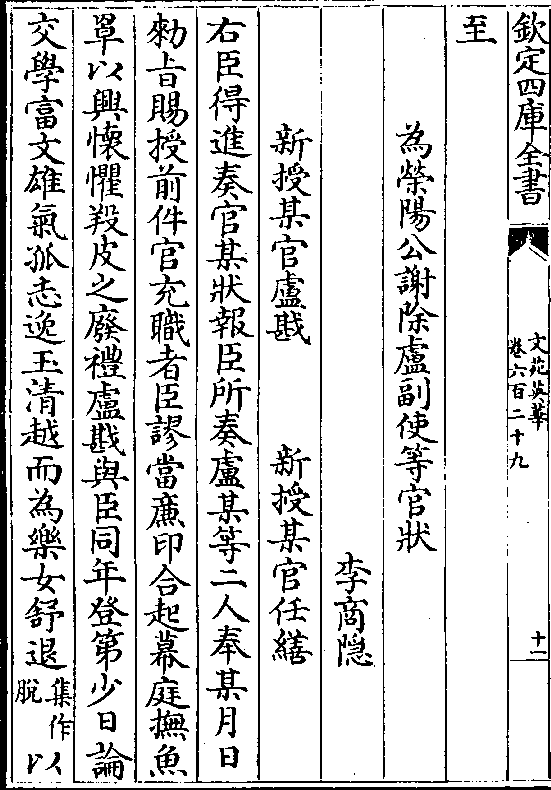 欽定四庫全書
文苑英華
卷六百二十九
十一
至
為滎陽公謝除盧副使等官狀
李商隱
新授某官盧戡　新授某官任繕
右臣得進奏官某狀報臣所奏盧某等二人奉某月日
勑旨賜授前件官充職者臣謬當廉印合起幕庭撫魚
罩以興懷懼羖皮之廢禮盧戡與臣同年登第少日論
交學富文雄氣孤志逸玉清越而為樂女舒退集作脫以